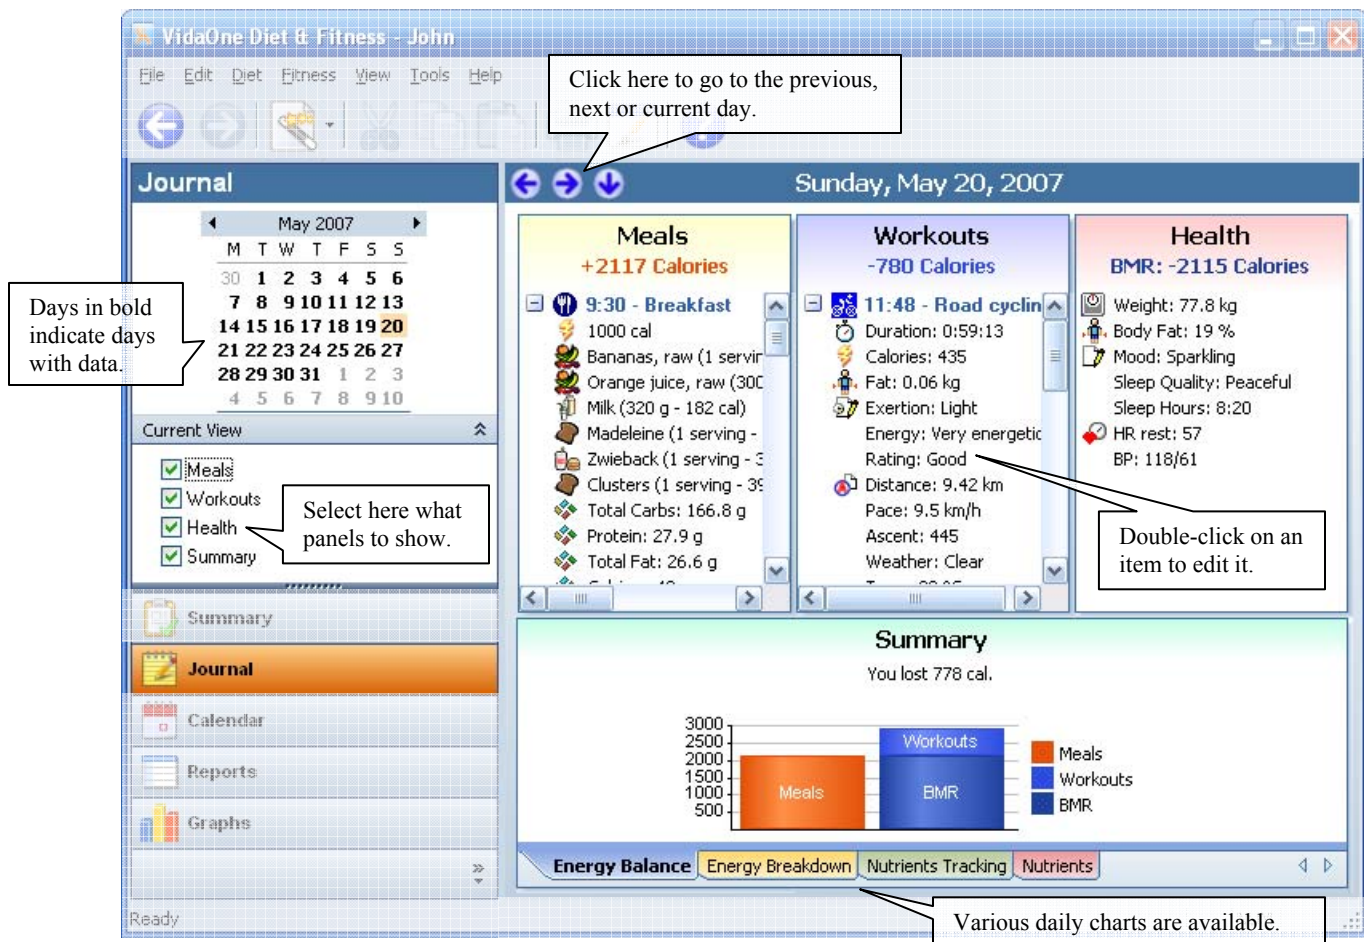 VidaOne Diet & Fitness - John
File Edit Diet Fitness View Tools Help
Click here to go to the previous,
next or current day.
Journal
Sunday, May 20, 2007
May 2007
M T W T F S S
30 1 2 3 4 5 6
7 8 9 10 11 12 13
14 15 16 17 18 19 20
21 22 23 24 25 26 27
28 29 30 31 1 2 3
4 5 6 7 8 9 10
Days in bold
indicate days
with data.
Current View
Meals
Workouts
Health
Summary
Select here what
panels to show.
Summary
Journal
Calendar
Reports
Graphs
Ready
Meals
+2117 Calories
9:30 - Breakfast
1000 cal
Bananas, raw (1 servir
Orange juice, raw (300
Milk (320 g - 182 cal)
Madeleine (1 serving -
Zwieback (1 serving - 3
Clusters (1 serving - 39
Total Carbs: 166.8 g
Protein: 27.9 g
Total Fat: 26.6 g
Workouts
-780 Calories
11:48 - Road cyclin
Duration: 0:59:13
Calories: 435
Fat: 0.06 kg
Exertion: Light
Energy: Very energetic
Rating: Good
Distance: 9.42 km
Pace: 9.5 km/h
Ascent: 445
Weather: Clear
Health
BMR: -2115 Calories
Weight: 77.8 kg
Body Fat: 19 %
Mood: Sparkling
Sleep Quality: Peaceful
Sleep Hours: 8:20
HR rest: 57
BP: 118/61
Double-click on an
item to edit it.
Summary
You lost 778 cal.
3000
2500
2000
1500
1000
500
Meals
Workouts
BMR
Meals
Workouts
BMR
Energy Balance Energy Breakdown Nutrients Tracking Nutrients
Various daily charts are available.